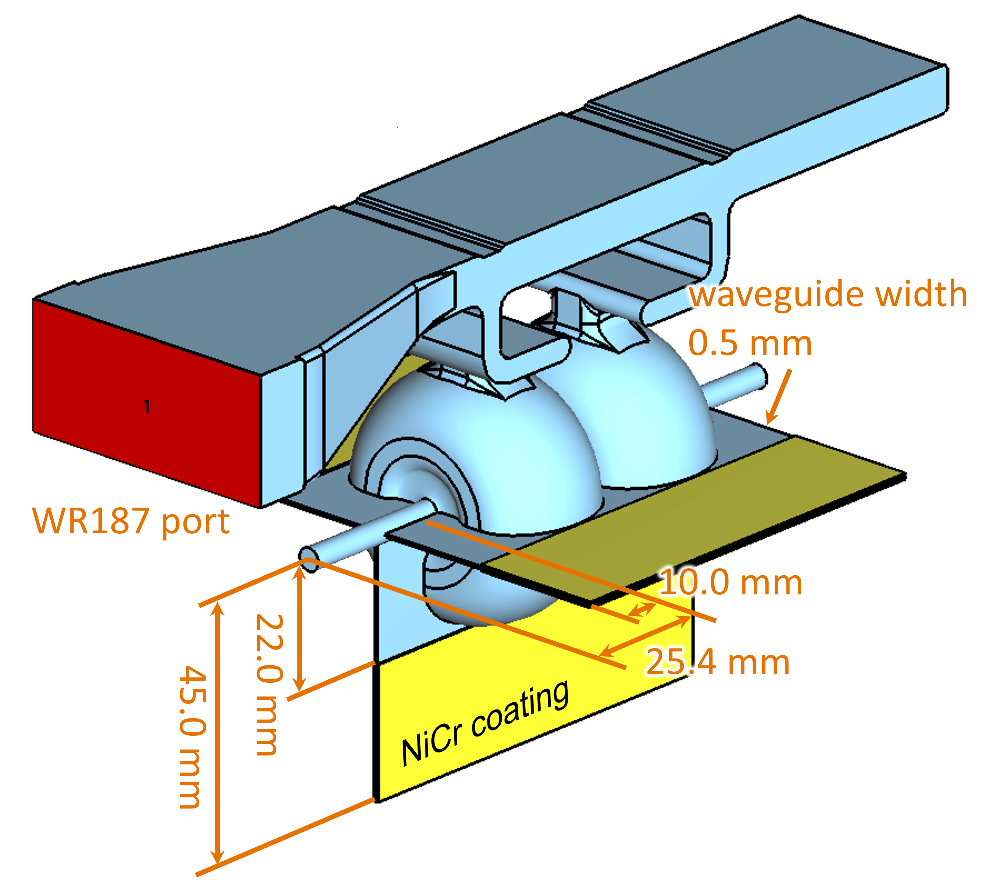 1
waveguide width
0.5 mm
WR187 port
10.0 mm
25.4 mm
22.0 mm
45.0 mm
NiCr coating